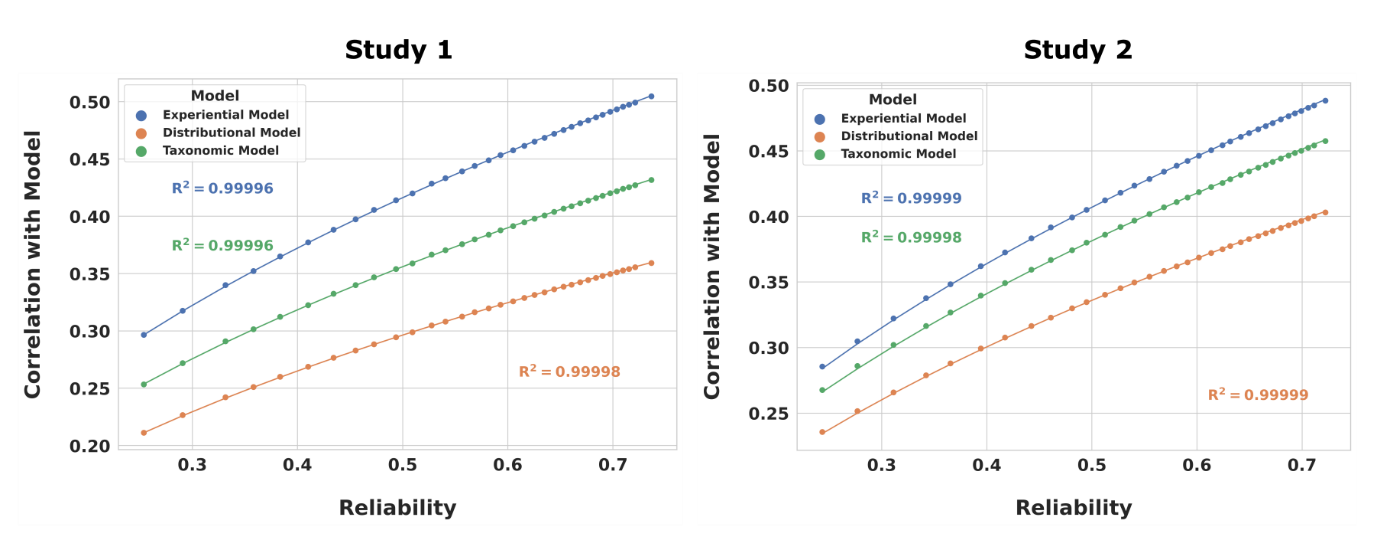 Study 1
Correlation with Model
0.50
0.45
0.40
0.35
0.30
0.25
0.20
Model
Experiential Model
Distributional Model
Taxonomic Model
R² = 0.99996
R² = 0.99996
R² = 0.99998
0.3 0.4 0.5 0.6 0.7
Reliability
Study 2
Correlation with Model
0.50
0.45
0.40
0.35
0.30
0.25
Model
Experiential Model
Distributional Model
Taxonomic Model
R² = 0.99999
R² = 0.99998
R² = 0.99999
0.3 0.4 0.5 0.6 0.7
Reliability